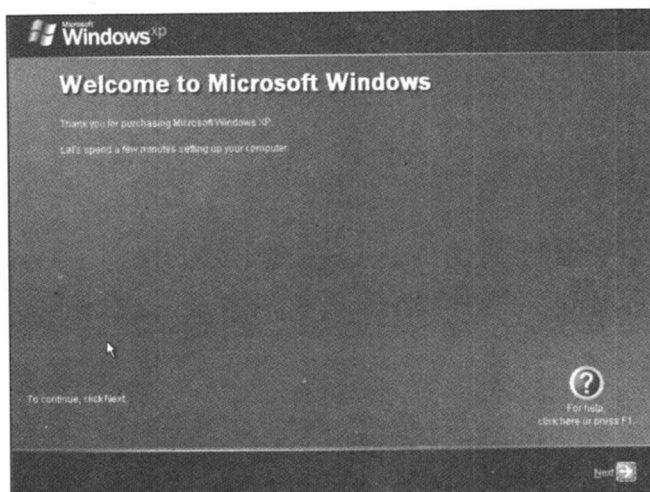 Microsoft
Windows xp
Welcome to Microsoft Windows
Thank you for purchasing Microsoft Windows XP.
Let's spend a few minutes setting up your computer.
To continue, click Next.
For help,
click here or press F1.
Next